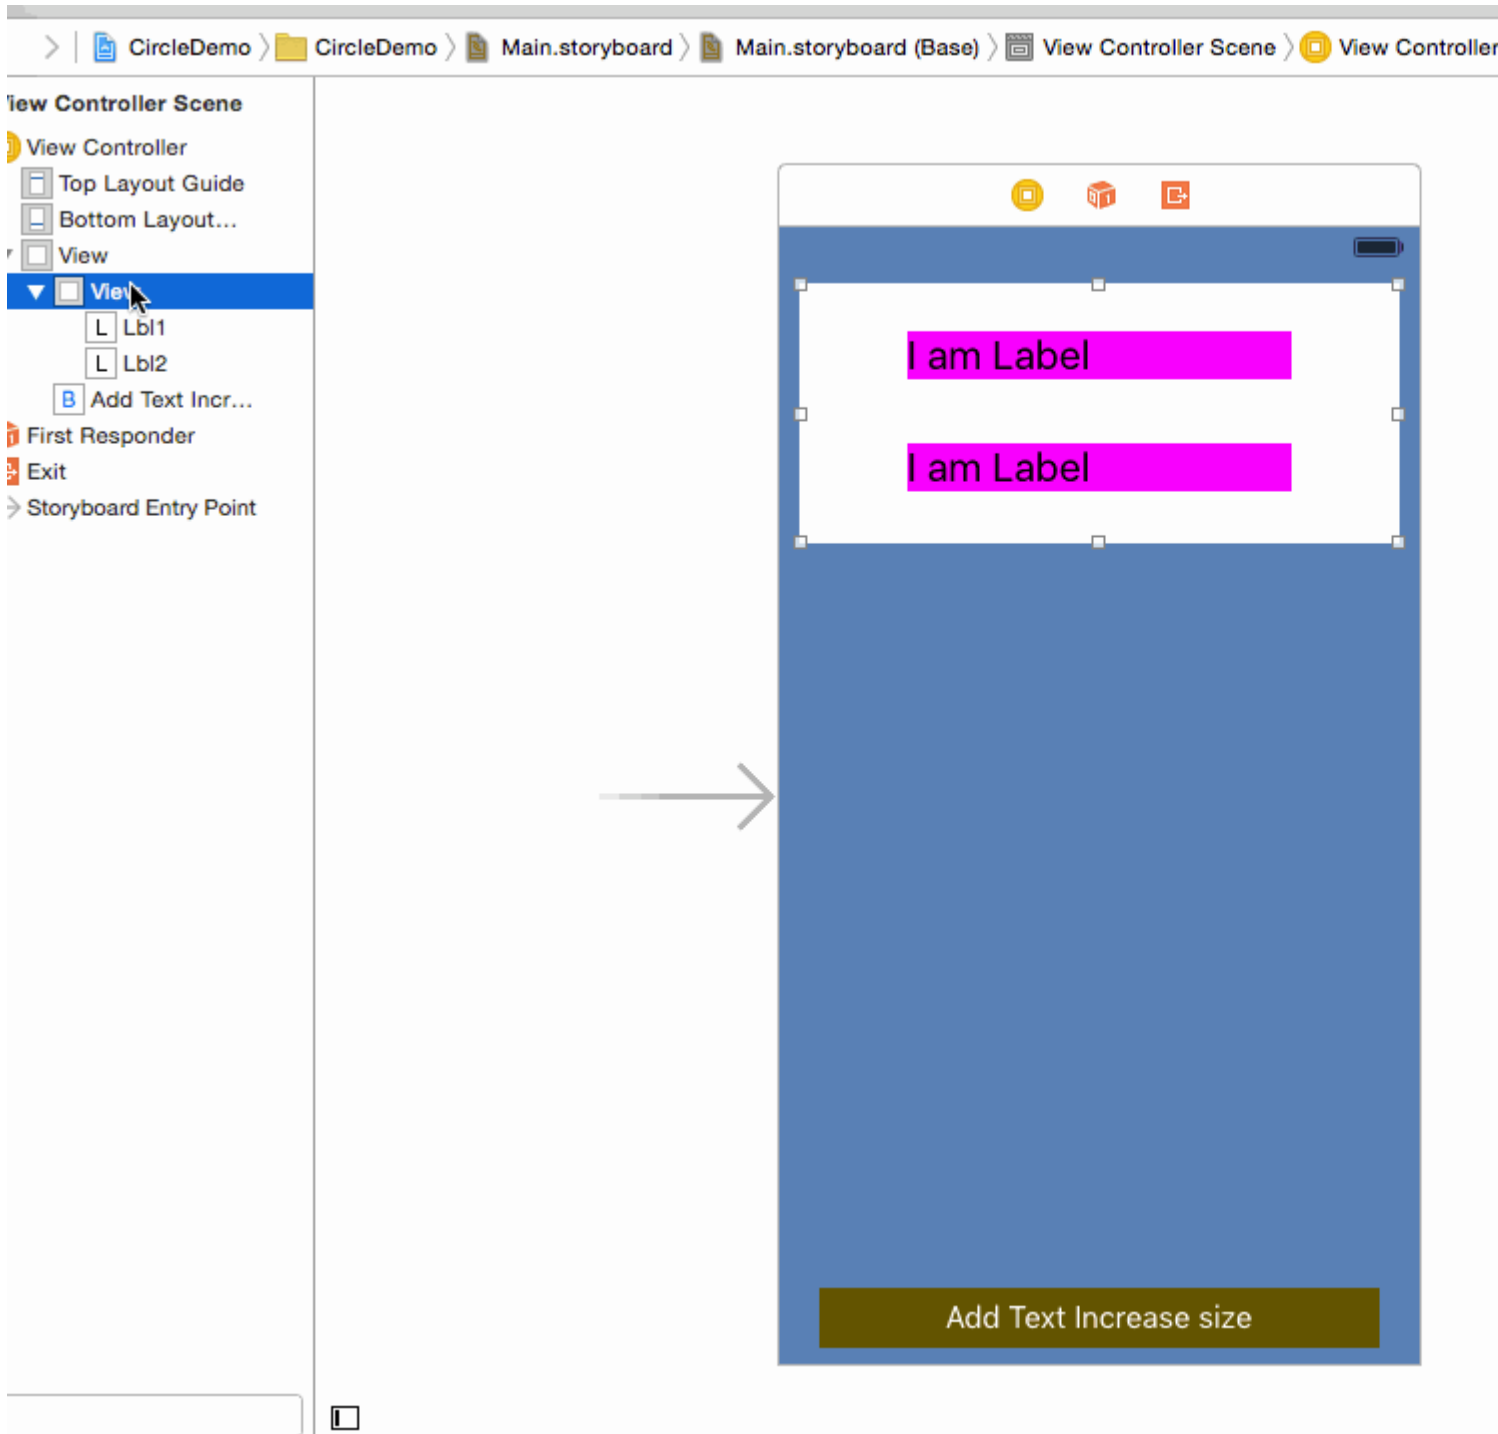 CircleDemo CircleDemo Main.storyboard Main.storyboard (Base) View Controller Scene View Controller
View Controller Scene
View Controller
Top Layout Guide
Bottom Layout...
View
View
L Lbl1
L Lbl2
B Add Text Incr...
First Responder
Exit
Storyboard Entry Point
I am Label
I am Label
Add Text Increase size